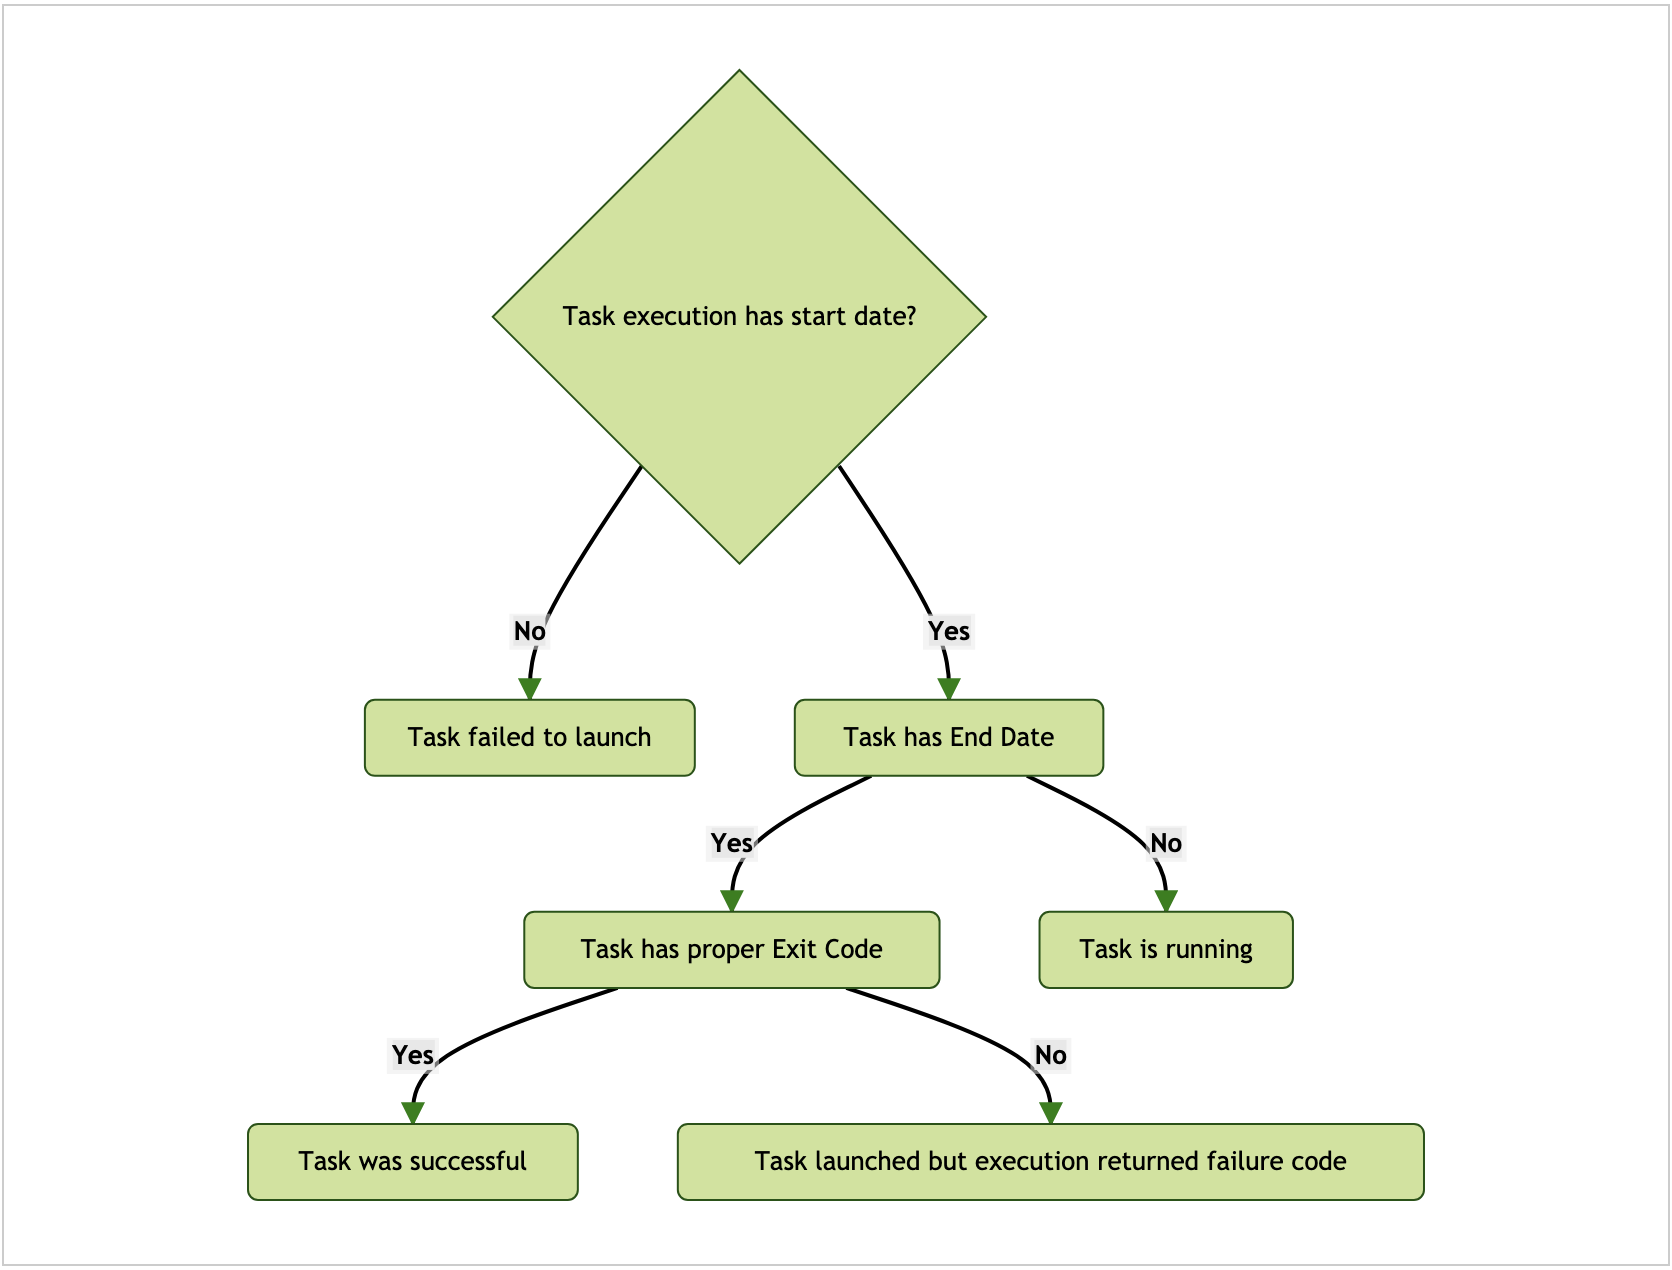 Task execution has start date?
No
Yes
Task failed to launch
Task has End Date
Yes
No
Task has proper Exit Code
Task is running
Yes
No
Task was successful
Task launched but execution returned failure code